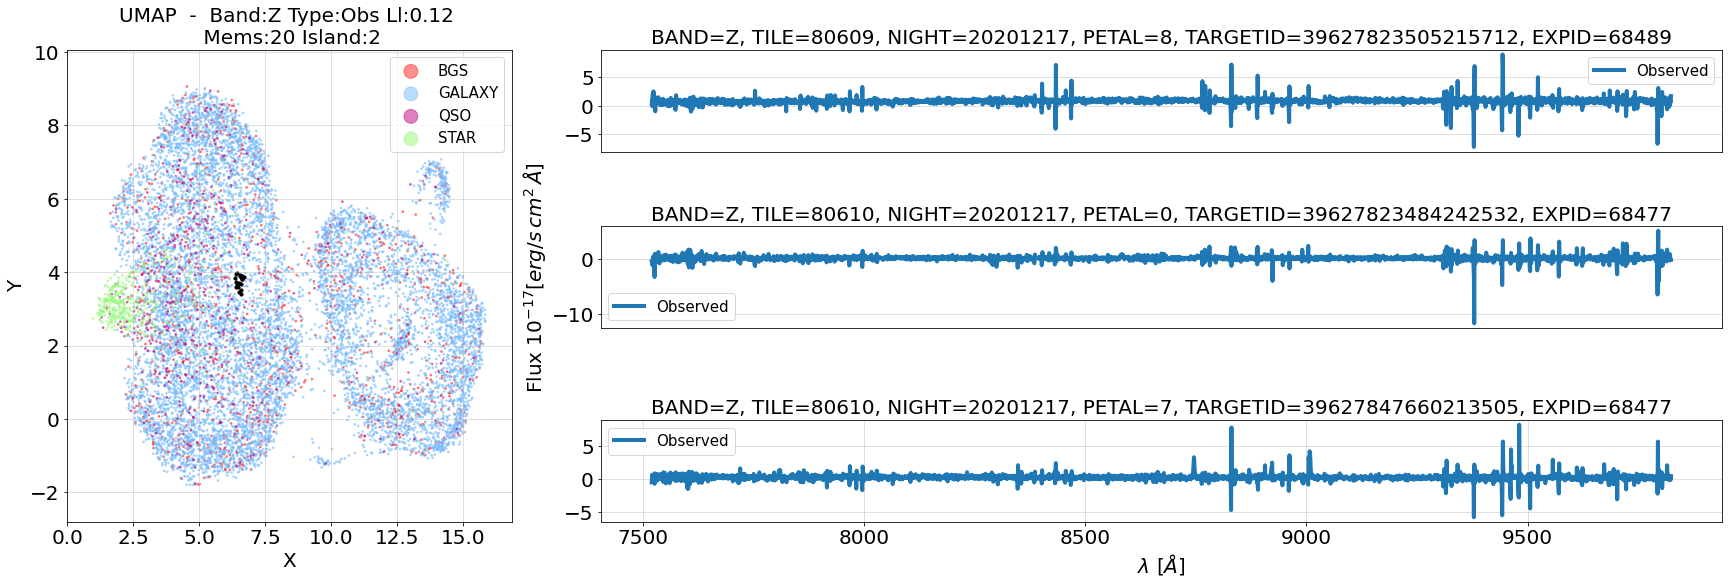 UMAP - Band:Z Type:Obs Ll:0.12
Mems:20 Island:2
10
8
6
4
2
0
−2
Y
0.0 2.5 5.0 7.5 10.0 12.5 15.0
X
BGS
GALAXY
QSO
STAR
Flux 10⁻¹⁷[erg/s cm² Å]
BAND=Z, TILE=80609, NIGHT=20201217, PETAL=8, TARGETID=39627823505215712, EXPID=68489
5
0
−5
Observed
BAND=Z, TILE=80610, NIGHT=20201217, PETAL=0, TARGETID=39627823484242532, EXPID=68477
0
−10
Observed
BAND=Z, TILE=80610, NIGHT=20201217, PETAL=7, TARGETID=39627847660213505, EXPID=68477
5
0
−5
Observed
7500 8000 8500 9000 9500
λ [Å]